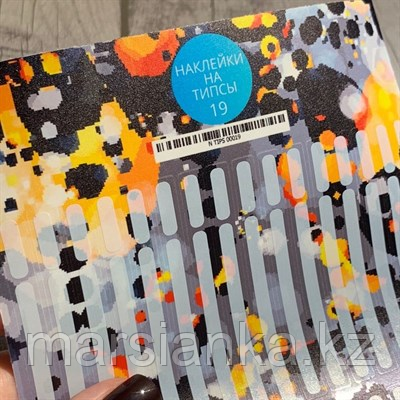 НАКЛЕЙКИ
НА
ТИПСЫ
19
N TIPS 00019
marsianka.kz